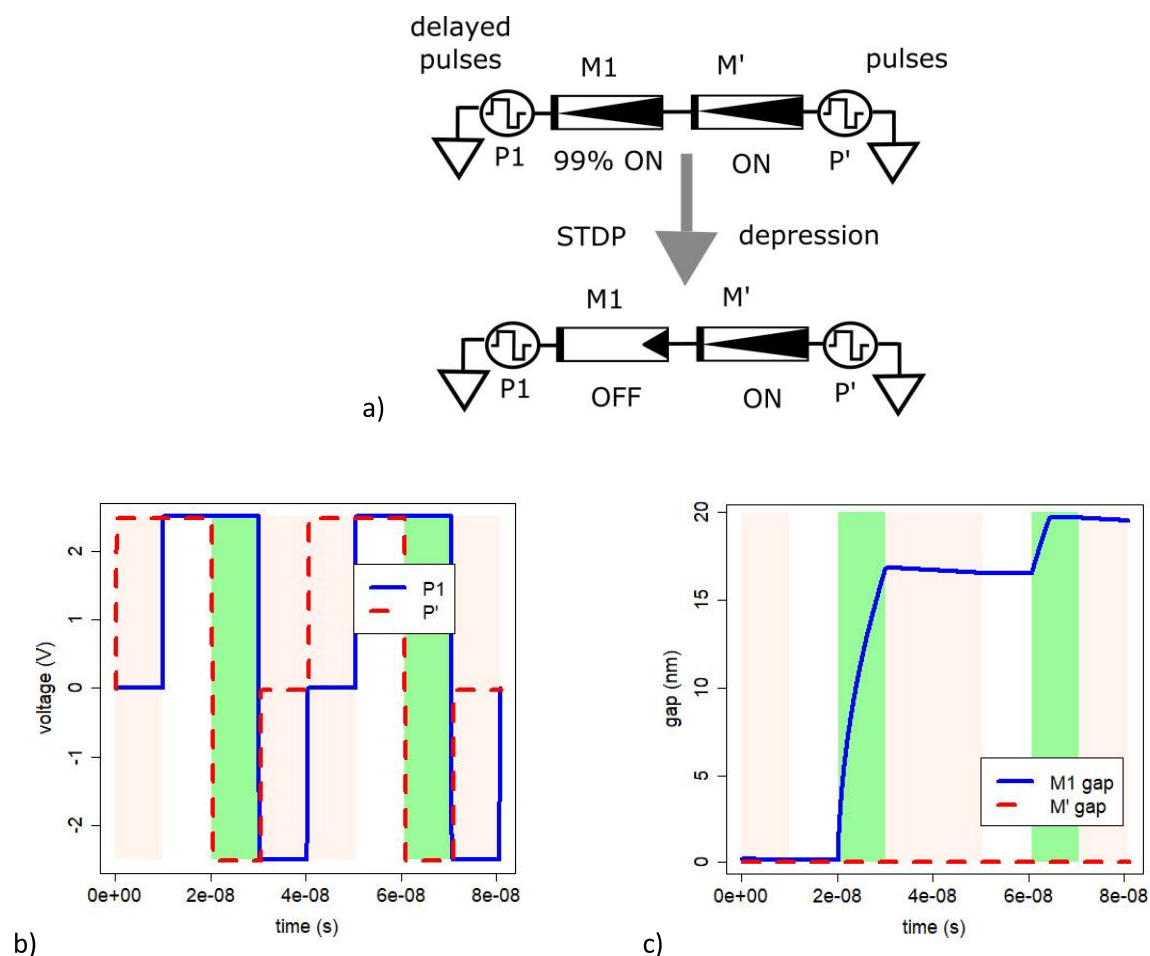 delayed
pulses
M1
M'
pulses
P1
99% ON
ON
P'
STDP
depression
M1
M'
P1
OFF
ON
P'
a)
voltage (V)
2
1
0
-1
-2
P1
P'
0e+00
2e-08
4e-08
6e-08
8e-08
time (s)
b)
gap (nm)
20
15
10
5
0
M1 gap
M' gap
0e+00
2e-08
4e-08
6e-08
8e-08
time (s)
c)